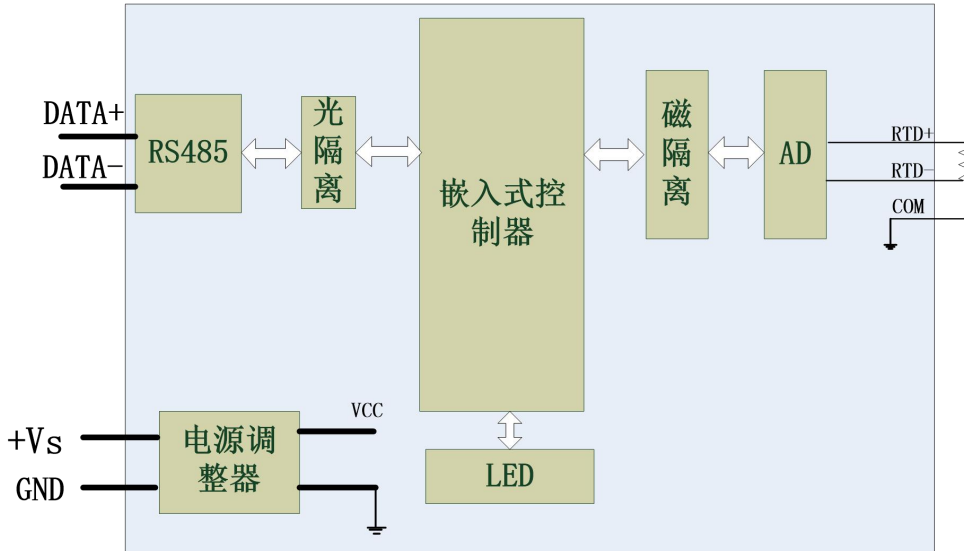 DATA+
DATA-
RS485
光
隔
离
嵌入式控
制器
磁
隔
离
AD
RTD+
RTD-
COM
+Vs
GND
电源调
整器
VCC
LED